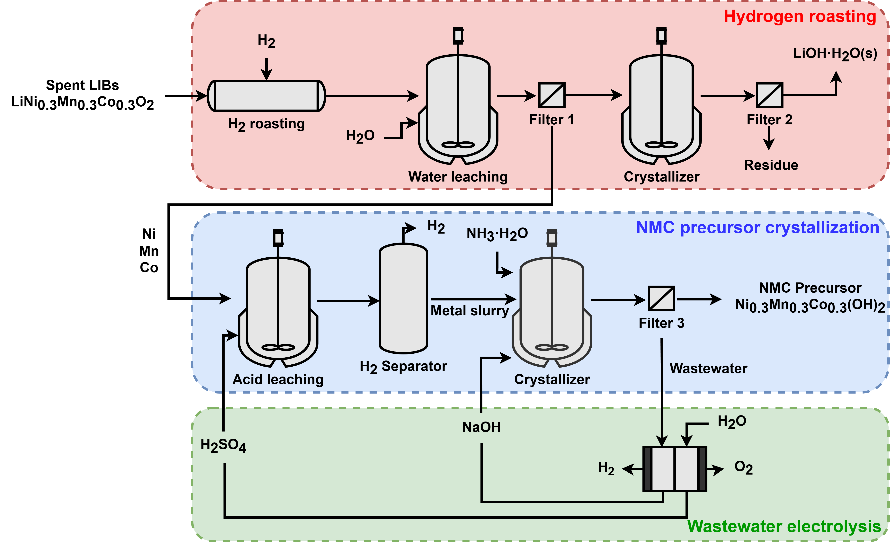 Hydrogen roasting
H2
LiOH·H2O(s)
Spent LIBs
LiNi0.3Mn0.3Co0.3O2
H2 roasting
H2O
Filter 1
Filter 2
Water leaching
Crystallizer
Residue
NMC precursor crystallization
Ni
Mn
Co
H2
NH3·H2O
Metal slurry
NMC Precursor
Ni0.3Mn0.3Co0.3(OH)2
Filter 3
Acid leaching
H2 Separator
Crystallizer
Wastewater
H2SO4
NaOH
H2O
H2
O2
Wastewater electrolysis